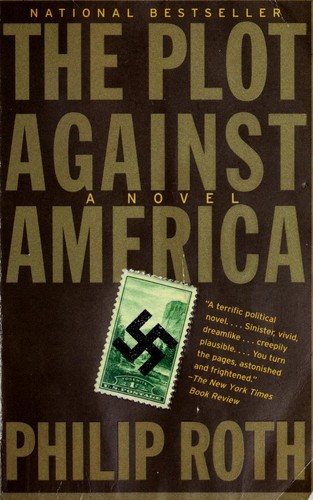 NATIONAL BESTSELLER
THE PLOT
AGAINST
A NOVEL
AMERICA
"A terrific political
novel. . . . Sinister, vivid,
dreamlike . . . creepily
plausible. . . . You turn
the pages, astonished
and frightened."
—The New York Times
Book Review
PHILIP ROTH